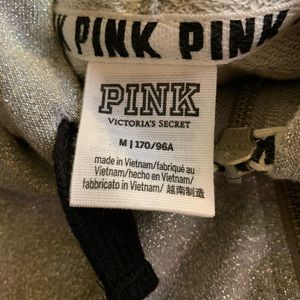 K PINK PINK
PINK
VICTORIA'S SECRET
M | 170/96A
made in Vietnam/fabriqué au
Vietnam/hecho en Vietnam/
fabbricato in Vietnam/越南制造